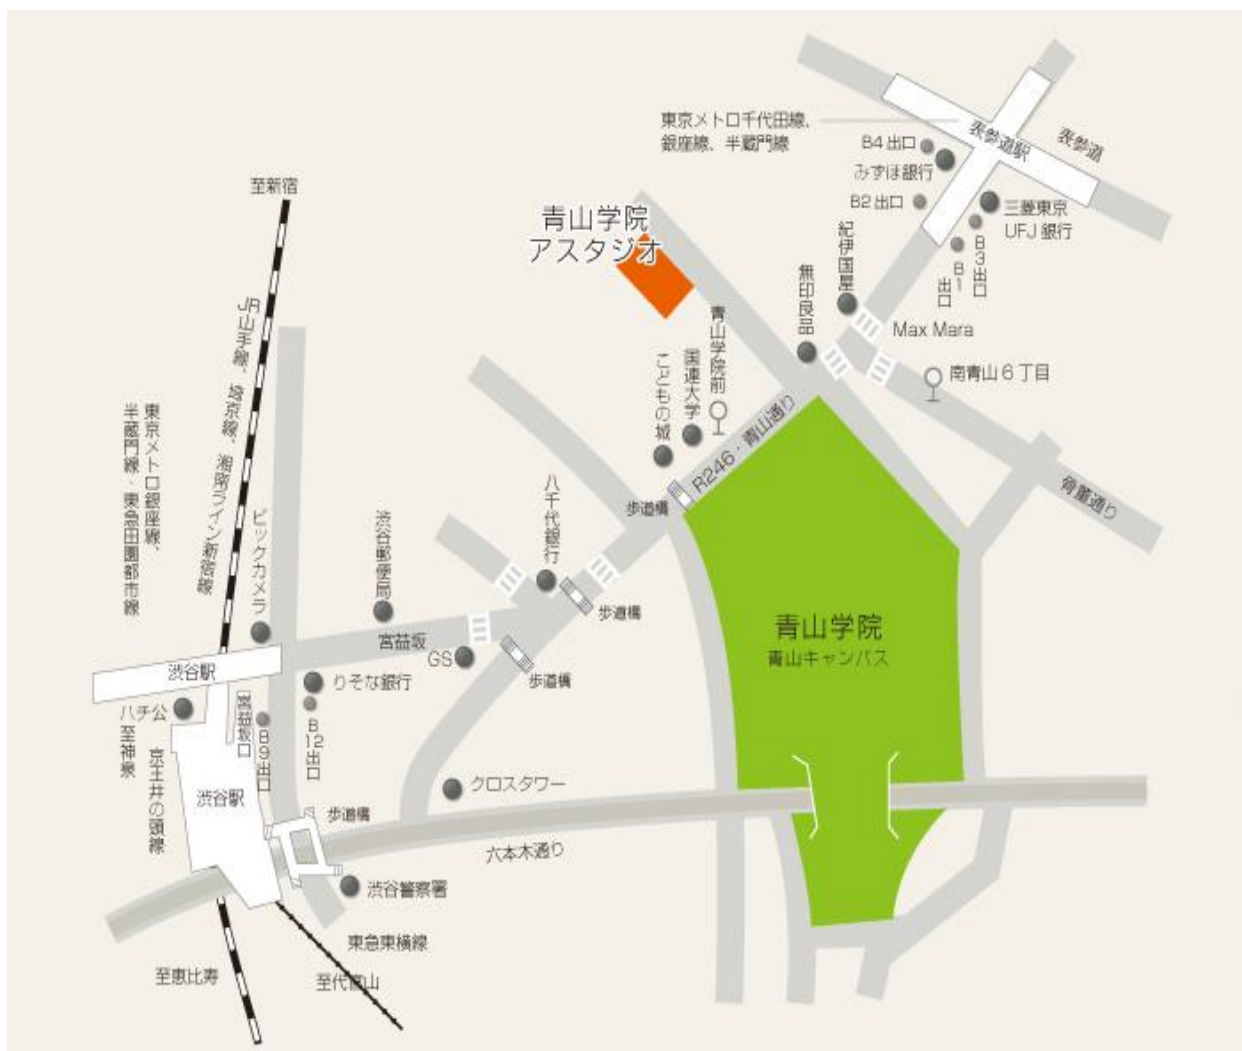 東京メトロ千代田線、
銀座線、半蔵門線
表参道駅
表参道
B4出口
みずほ銀行
B2出口
三菱東京
UFJ銀行
B3出口
B1出口
至新宿
青山学院
アスタジオ
紀伊国屋
無印良品
Max Mara
南青山6丁目
骨董通り
青山学院前
国連大学
こどもの城
R246・青山通り
歩道橋
JR山手線、埼京線、湘南ライン新宿線
東京メトロ銀座線、
半蔵門線・東急田園都市線
ビックカメラ
渋谷郵便局
八千代銀行
歩道橋
宮益坂
GS
歩道橋
青山学院
青山キャンパス
渋谷駅
りそな銀行
ハチ公
宮益坂口
B9出口
B12出口
至神泉
京王井の頭線
渋谷駅
クロスタワー
歩道橋
六本木通り
渋谷警察署
東急東横線
至恵比寿
至代官山